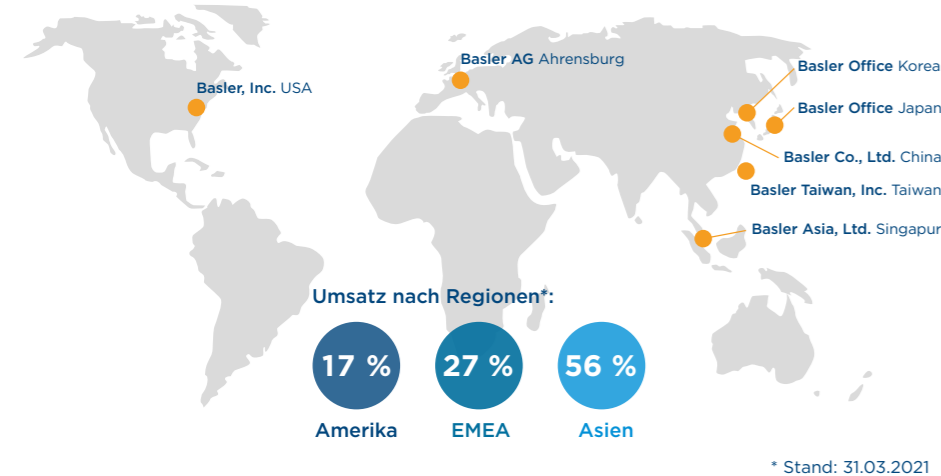 Basler AG Ahrensburg
Basler, Inc. USA
Basler Office Korea
Basler Office Japan
Basler Co., Ltd. China
Basler Taiwan, Inc. Taiwan
Basler Asia, Ltd. Singapur
Umsatz nach Regionen*:
17 % 27 % 56 %
Amerika EMEA Asien
* Stand: 31.03.2021